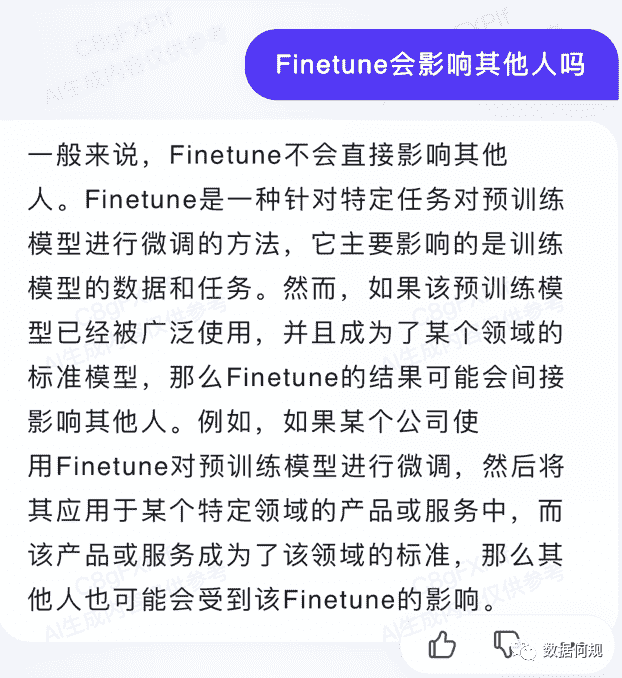 Finetune会影响其他人吗
一般来说，Finetune不会直接影响其他
人。Finetune是一种针对特定任务对预训练
模型进行微调的方法，它主要影响的是训练
模型的数据和任务。然而，如果该预训练模
型已经被广泛使用，并且成为了某个领域的
标准模型，那么Finetune的结果可能会间接
影响其他人。例如，如果某个公司使
用Finetune对预训练模型进行微调，然后将
其应用于某个特定领域的产品或服务中，而
该产品或服务成为了该领域的标准，那么其
他人也可能会受到该Finetune的影响。
数据何规